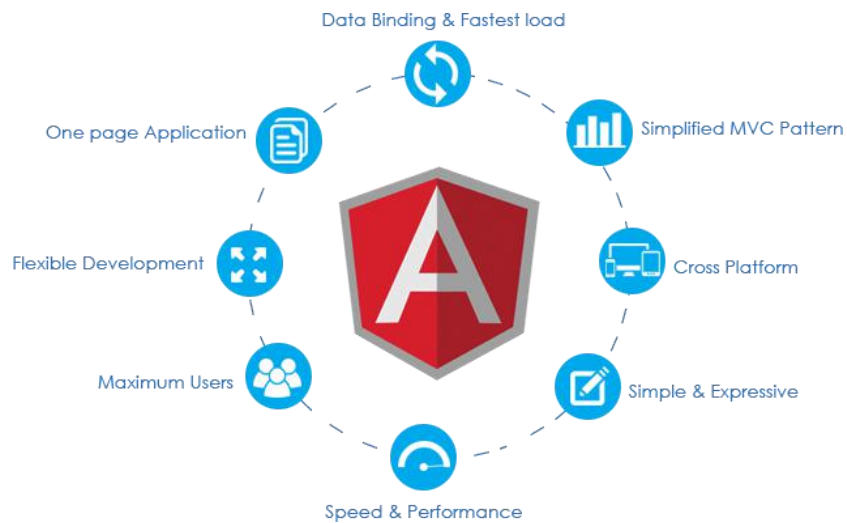 Data Binding & Fastest load
One page Application
Simplified MVC Pattern
Flexible Development
Cross Platform
Maximum Users
Simple & Expressive
Speed & Performance
A